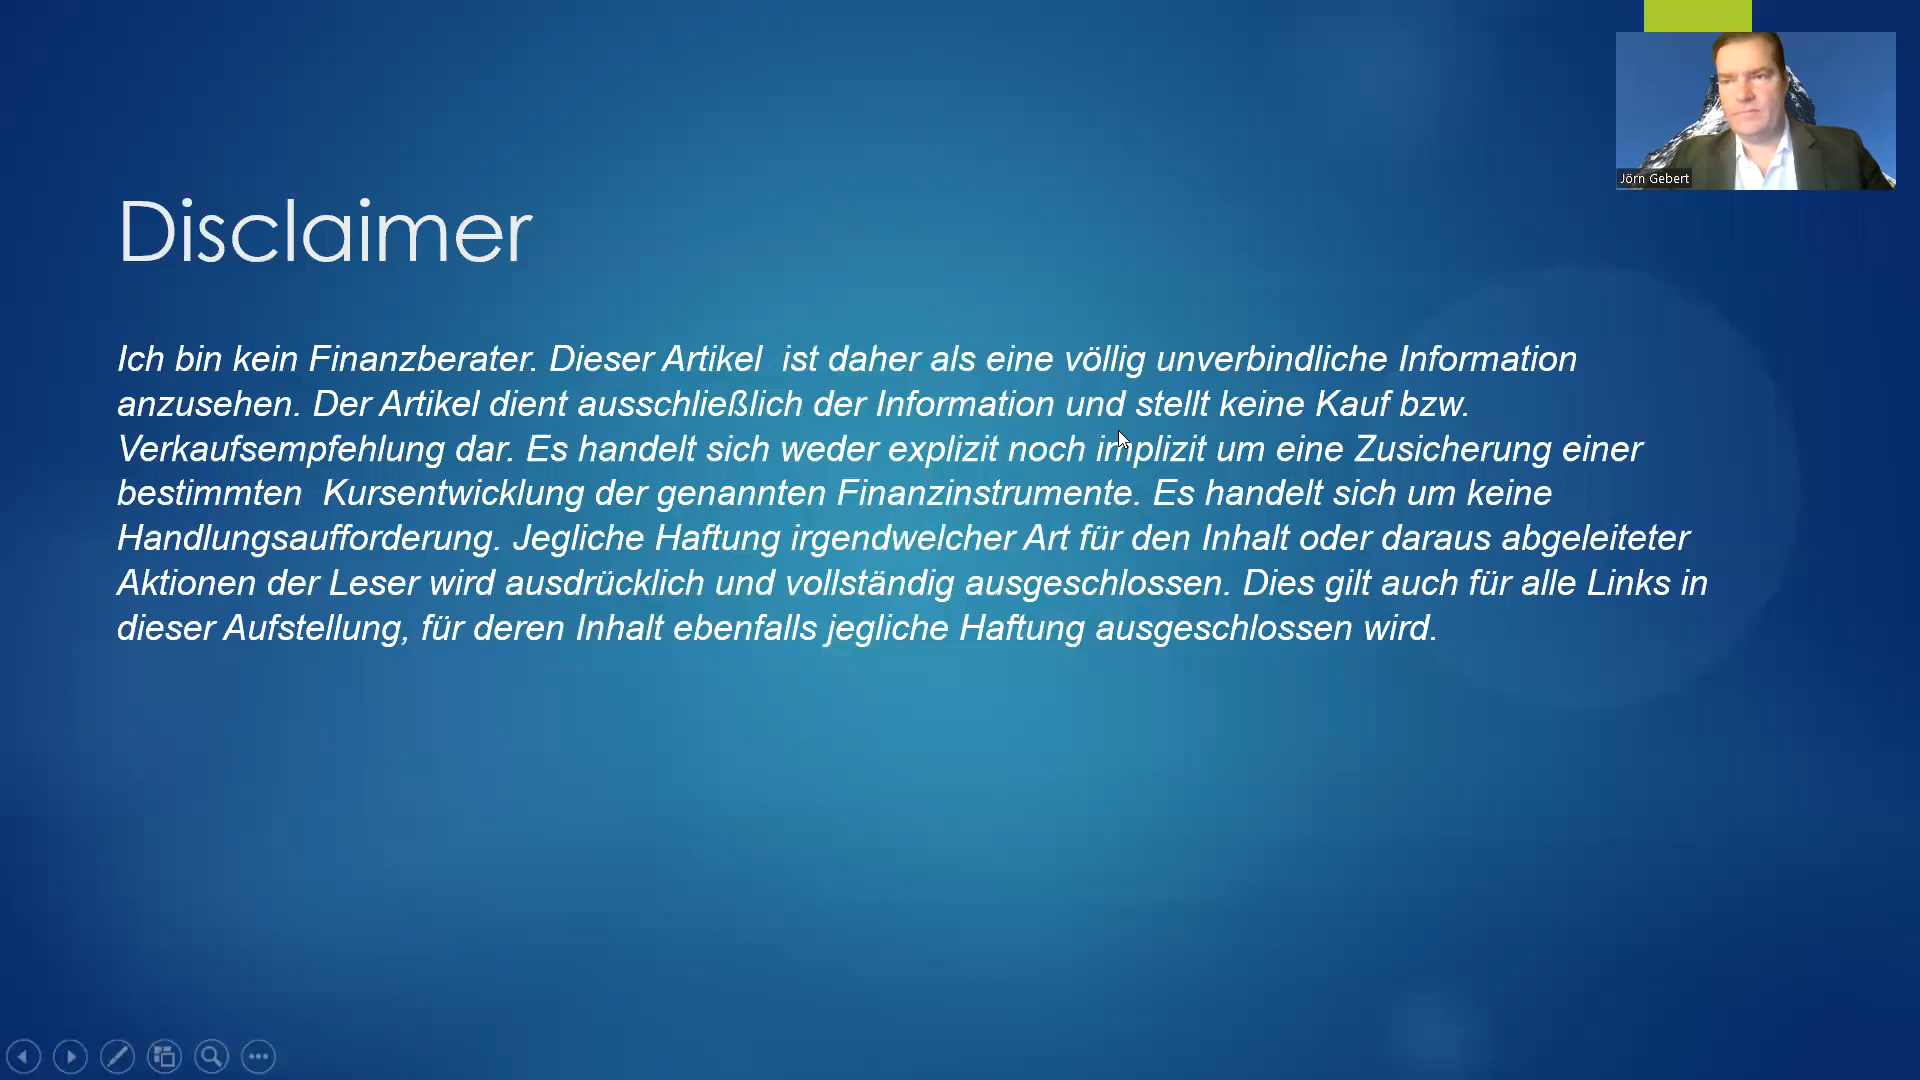 Jörn Gebert
Disclaimer
Ich bin kein Finanzberater. Dieser Artikel  ist daher als eine völlig unverbindliche Information
anzusehen. Der Artikel dient ausschließlich der Information und stellt keine Kauf bzw.
Verkaufsempfehlung dar. Es handelt sich weder explizit noch implizit um eine Zusicherung einer
bestimmten  Kursentwicklung der genannten Finanzinstrumente. Es handelt sich um keine
Handlungsaufforderung. Jegliche Haftung irgendwelcher Art für den Inhalt oder daraus abgeleiteter
Aktionen der Leser wird ausdrücklich und vollständig ausgeschlossen. Dies gilt auch für alle Links in
dieser Aufstellung, für deren Inhalt ebenfalls jegliche Haftung ausgeschlossen wird.